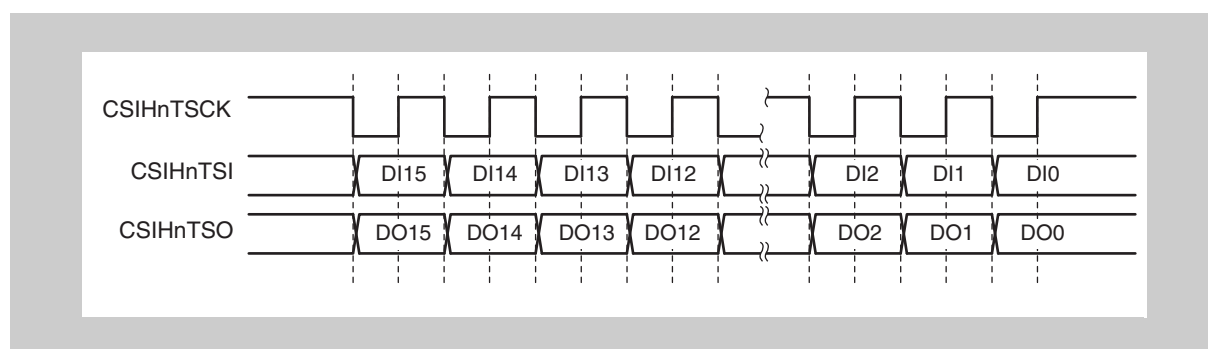 CSIHnTSCK
CSIHnTSI DI15 DI14 DI13 DI12 DI2 DI1 DI0
CSIHnTSO DO15 DO14 DO13 DO12 DO2 DO1 DO0